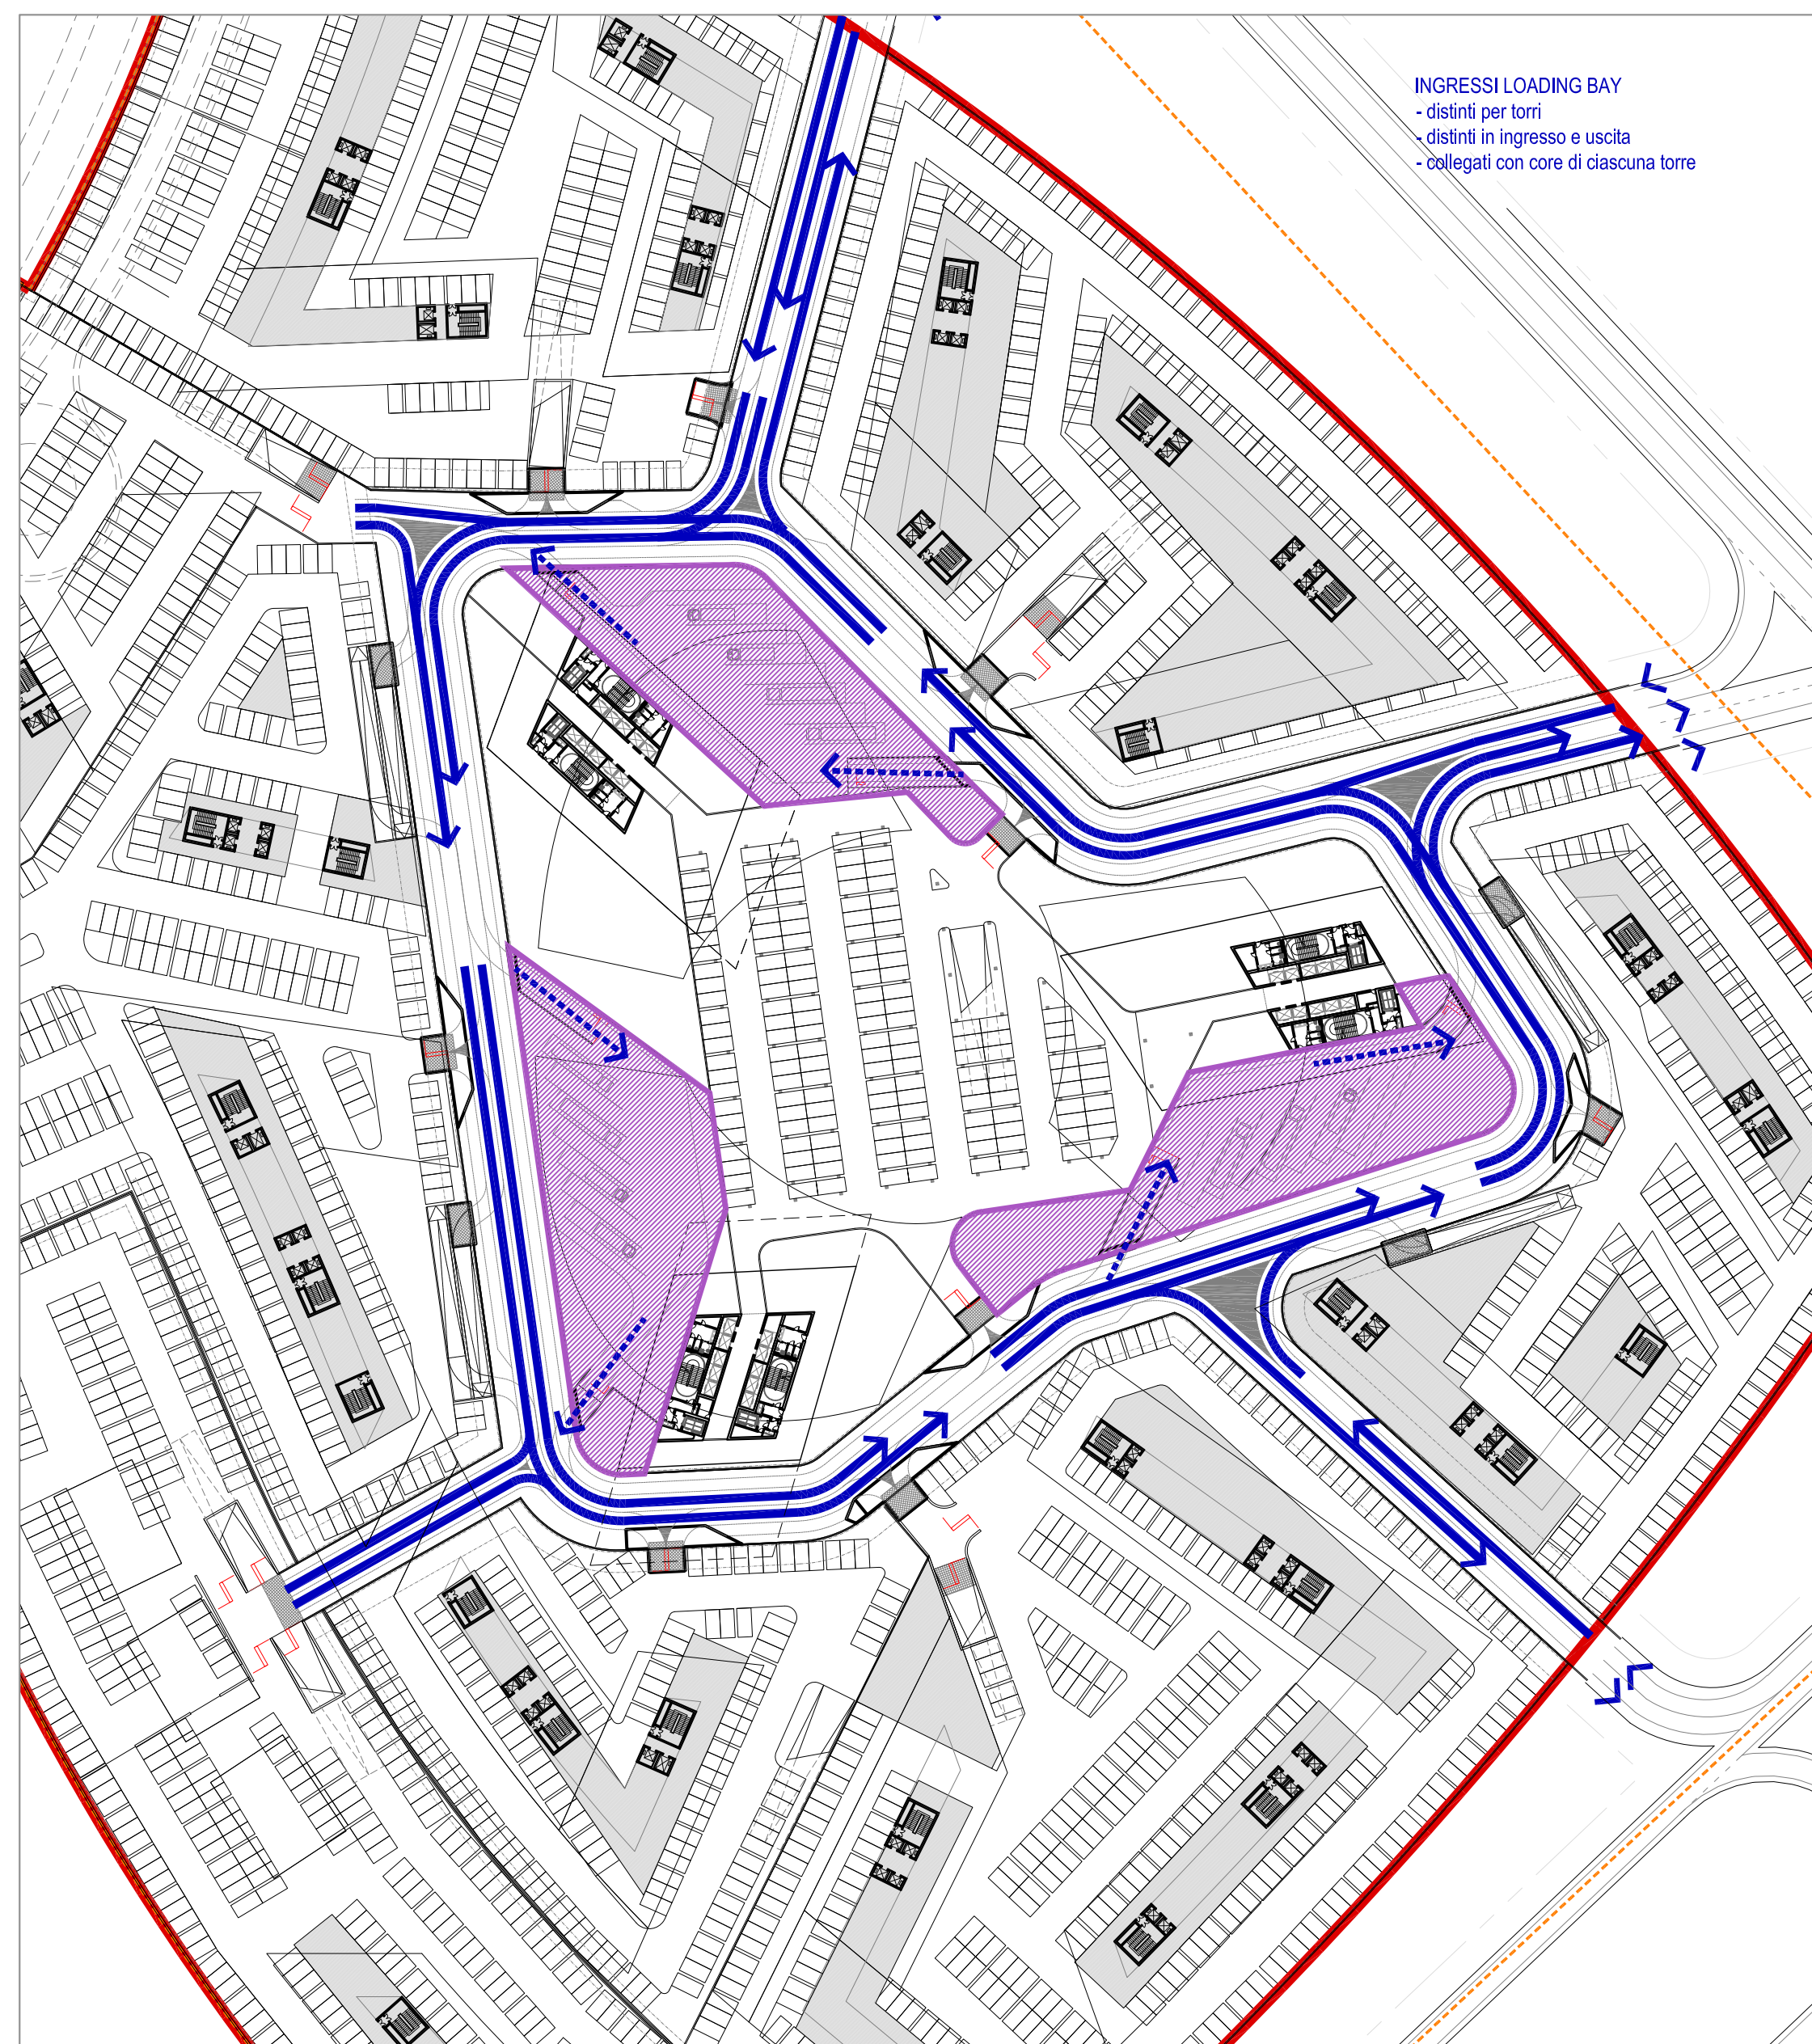 INGRESSI LOADING BAY
- distinti per torri
- distinti in ingresso e uscita
- collegati con core di ciascuna torre